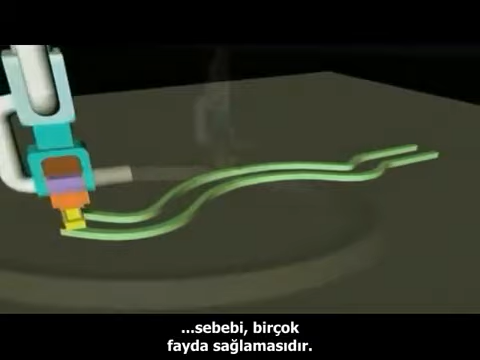 ...sebebi, birçok
fayda sağlamasıdır.